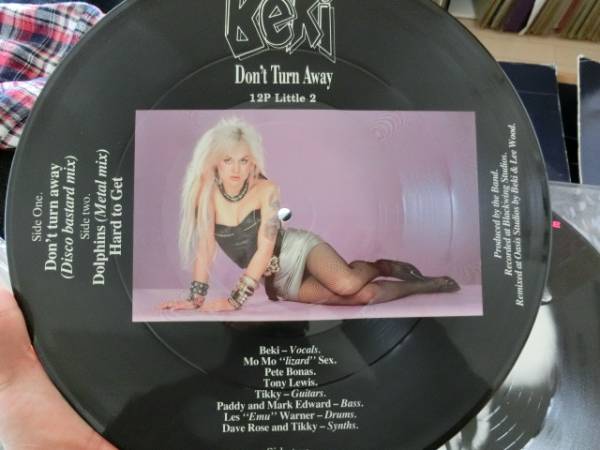 Beki
Don't Turn Away
12P Little 2
Side One.
Don't turn away
(Disco bastard mix)
Side two.
Dolphins (Metal mix)
Hard to Get
Produced by the Band.
Recorded at Blackwing Studios.
Remixed at Oasis Studios by Beki & Lee Wood.
Beki – Vocals.
Mo Mo "lizard" Sex.
Pete Bonas.
Tony Lewis.
Tikky – Guitars.
Paddy and Mark Edward – Bass.
Les "Emu" Warner – Drums.
Dave Rose and Tikky – Synths.